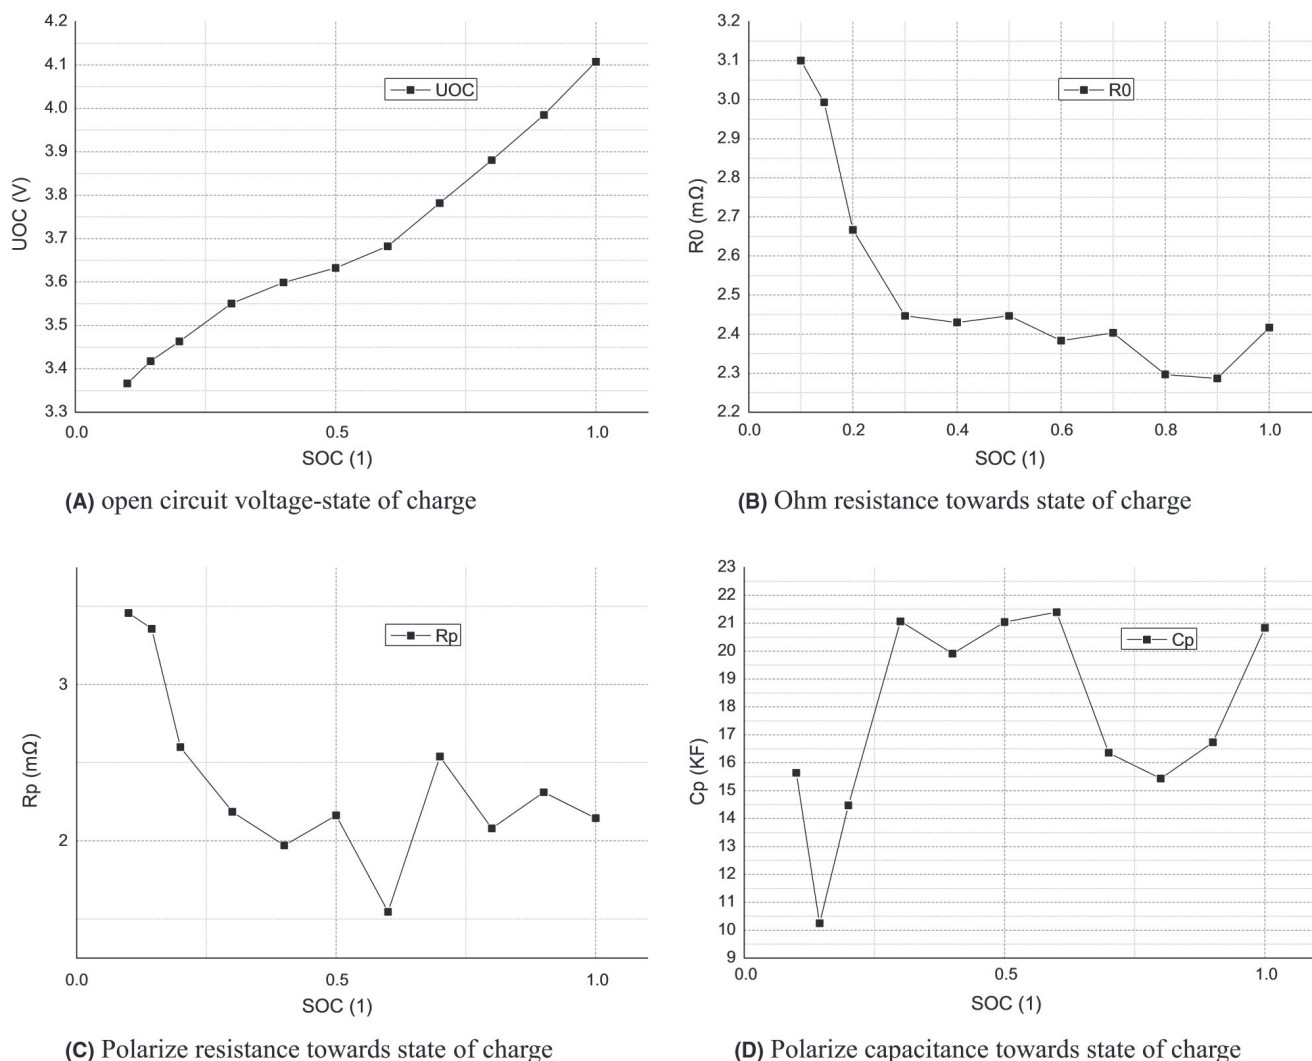 4.2
4.1
4.0
3.9
3.8
3.7
3.6
3.5
3.4
3.3
UOC (V)
UOC
0.0 0.5 1.0
SOC (1)
(A) open circuit voltage-state of charge
3.2
3.1
3.0
2.9
2.8
2.7
2.6
2.5
2.4
2.3
2.2
R0 (mΩ)
R0
0.0 0.2 0.4 0.6 0.8 1.0
SOC (1)
(B) Ohm resistance towards state of charge
3
2
Rp (mΩ)
Rp
0.0 0.5 1.0
SOC (1)
(C) Polarize resistance towards state of charge
23
22
21
20
19
18
17
16
15
14
13
12
11
10
9
Cp (KF)
Cp
0.0 0.5 1.0
SOC (1)
(D) Polarize capacitance towards state of charge